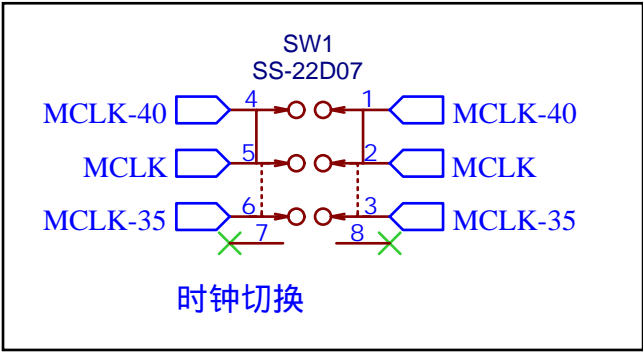 SW1
SS-22D07
MCLK-40 4 1 MCLK-40
MCLK 5 2 MCLK
MCLK-35 6 3 MCLK-35
7 8
时钟切换